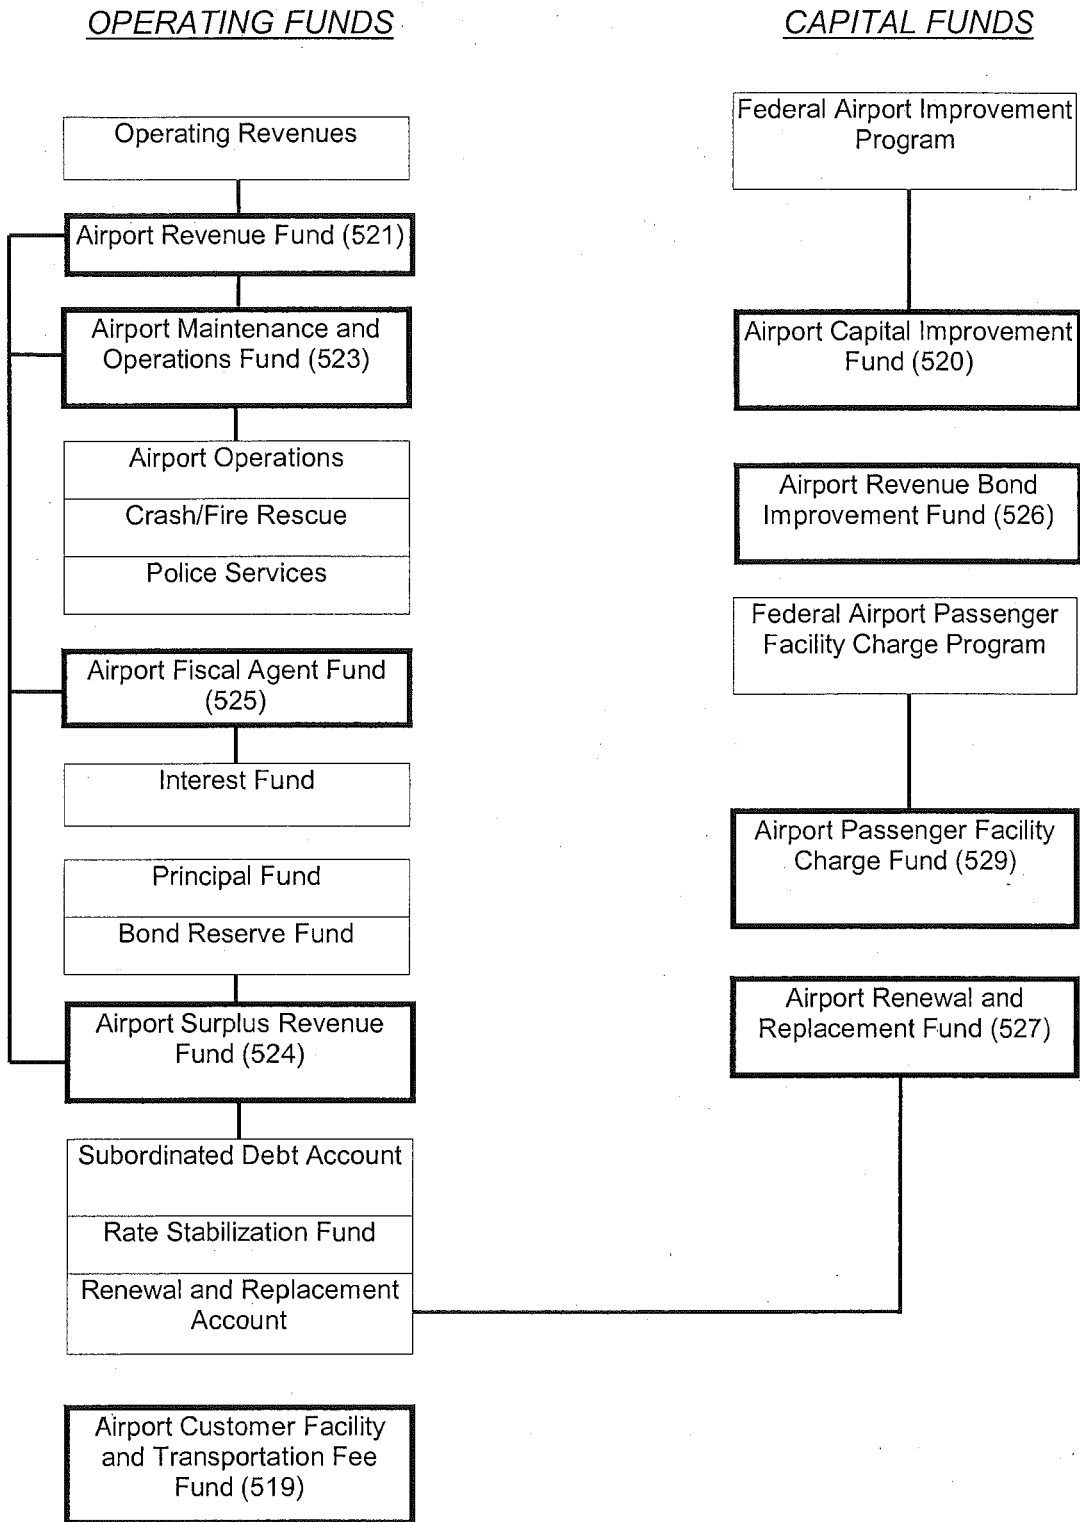 OPERATING FUNDS
Operating Revenues
Airport Revenue Fund (521)
Airport Maintenance and
Operations Fund (523)
Airport Operations
Crash/Fire Rescue
Police Services
Airport Fiscal Agent Fund
(525)
Interest Fund
Principal Fund
Bond Reserve Fund
Airport Surplus Revenue
Fund (524)
Subordinated Debt Account
Rate Stabilization Fund
Renewal and Replacement
Account
Airport Customer Facility
and Transportation Fee
Fund (519)
CAPITAL FUNDS
Federal Airport Improvement
Program
Airport Capital Improvement
Fund (520)
Airport Revenue Bond
Improvement Fund (526)
Federal Airport Passenger
Facility Charge Program
Airport Passenger Facility
Charge Fund (529)
Airport Renewal and
Replacement Fund (527)